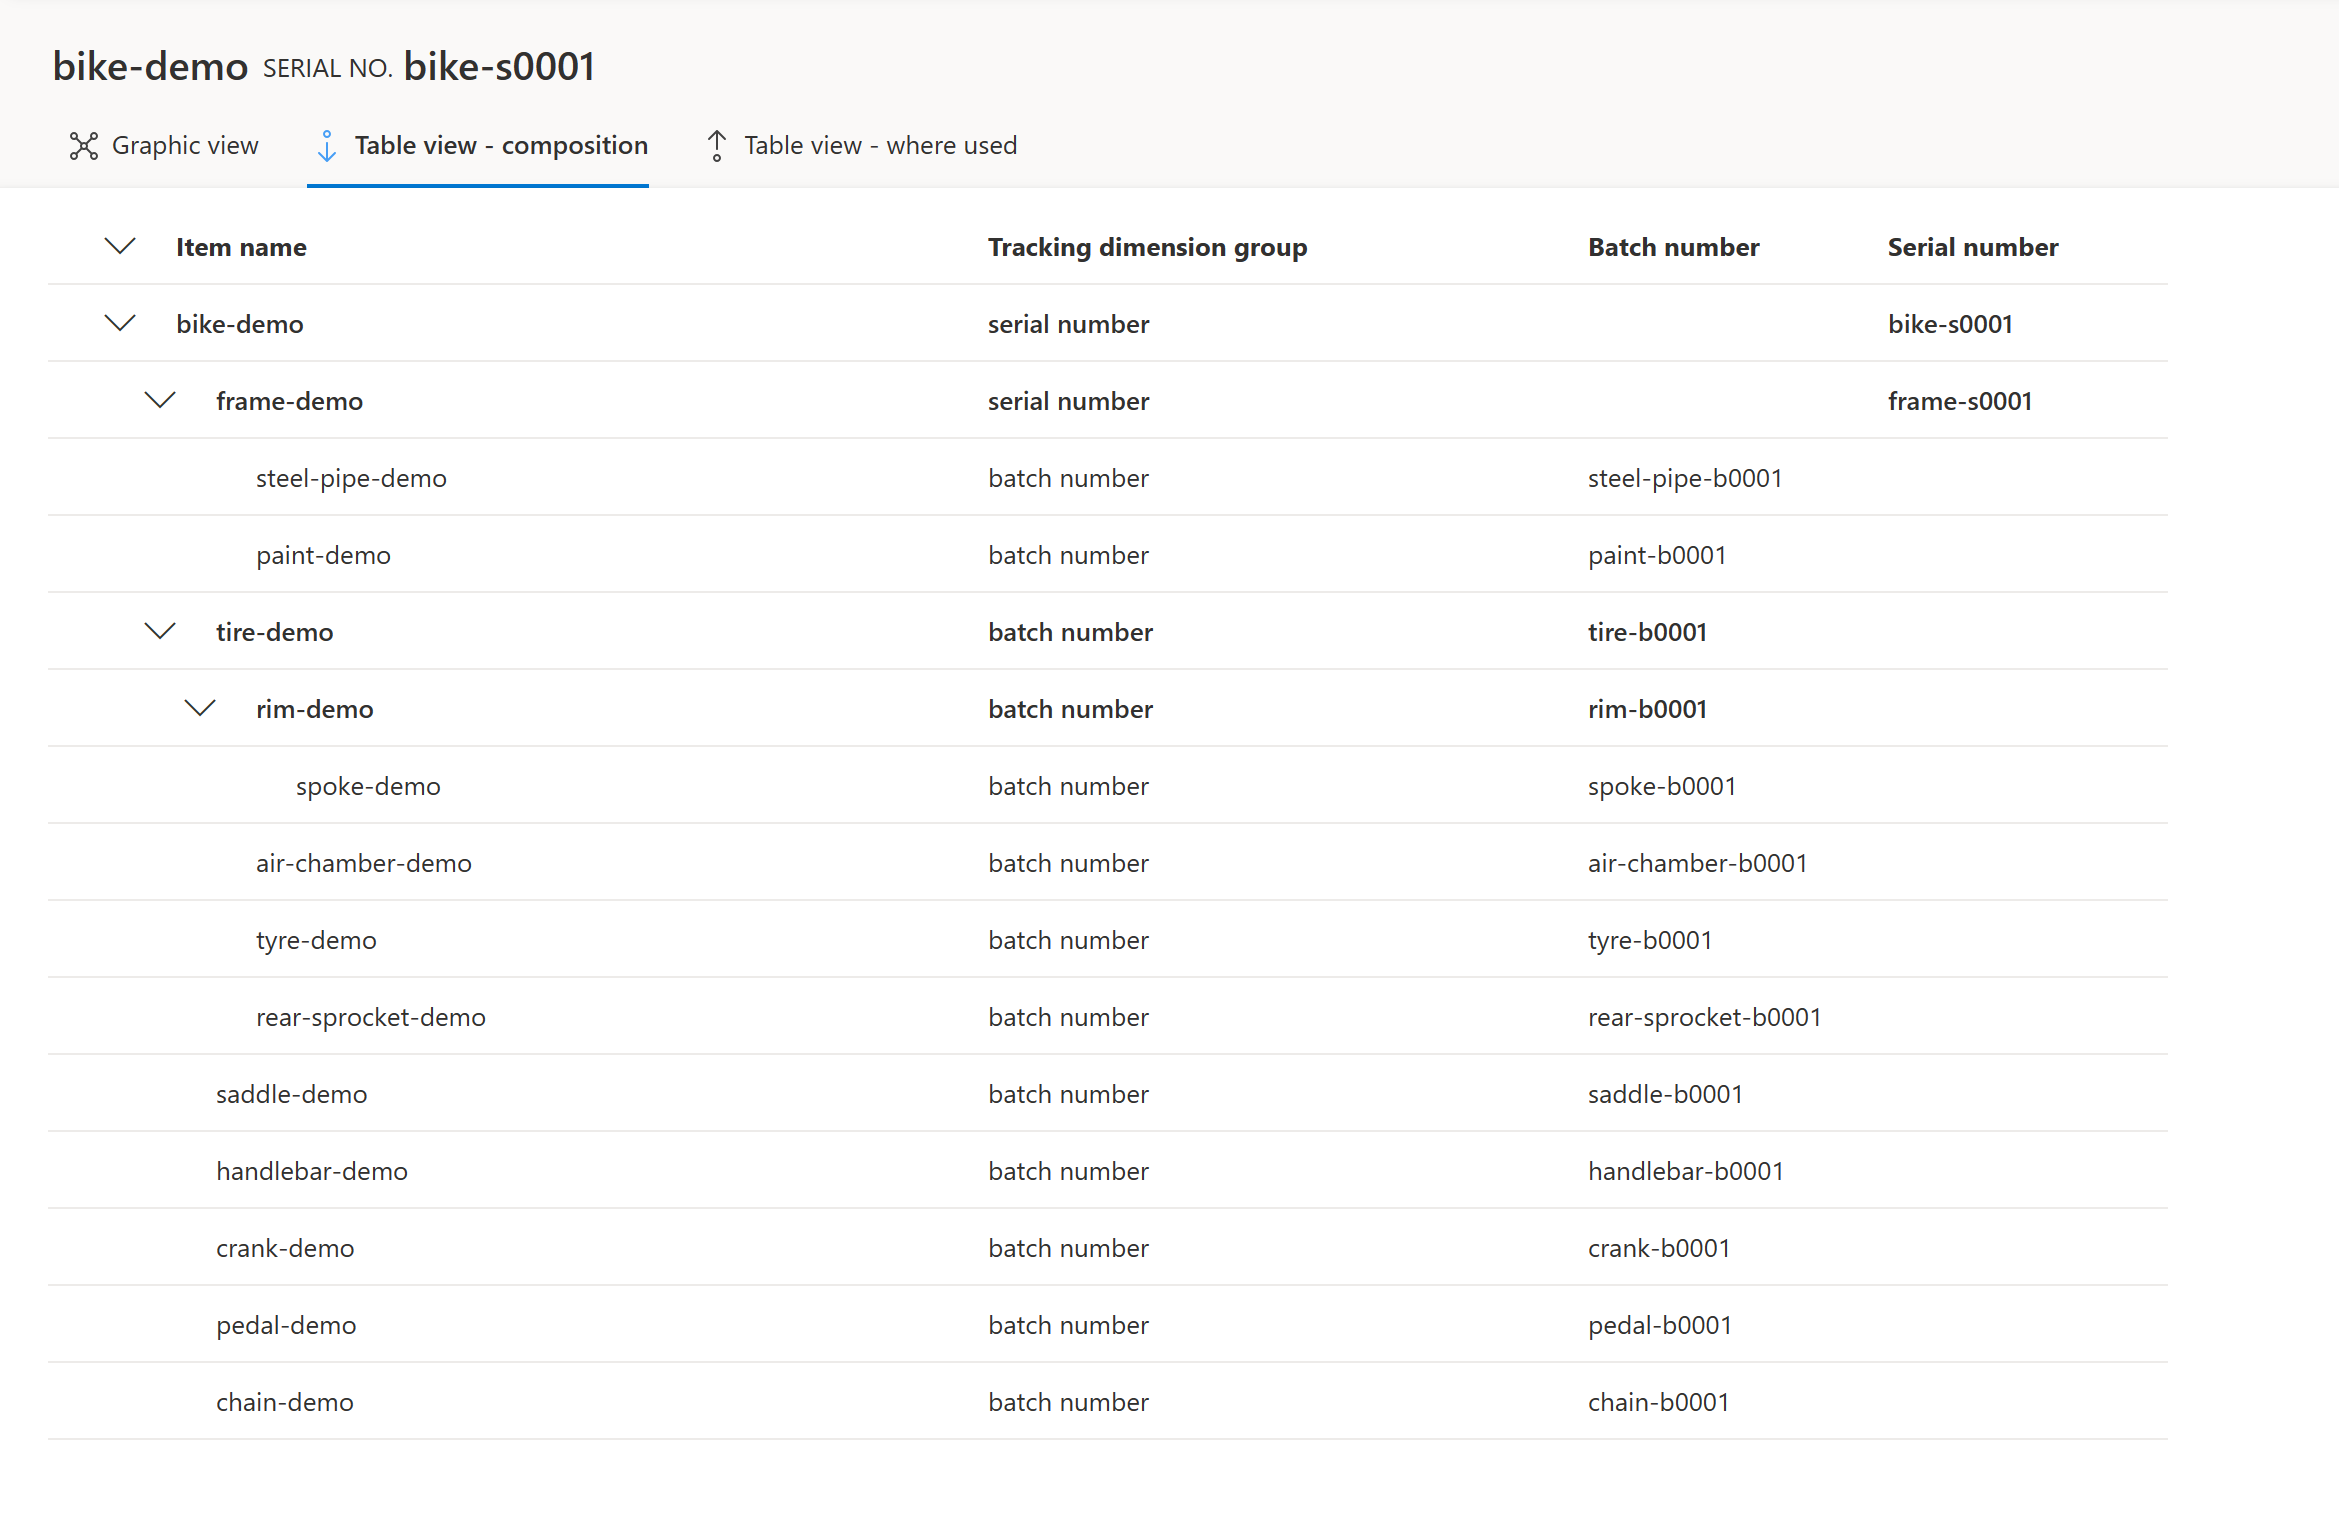 bike-demo SERIAL NO. bike-s0001
Graphic view Table view - composition Table view - where used
Item name Tracking dimension group Batch number Serial number
bike-demo serial number bike-s0001
frame-demo serial number frame-s0001
steel-pipe-demo batch number steel-pipe-b0001
paint-demo batch number paint-b0001
tire-demo batch number tire-b0001
rim-demo batch number rim-b0001
spoke-demo batch number spoke-b0001
air-chamber-demo batch number air-chamber-b0001
tyre-demo batch number tyre-b0001
rear-sprocket-demo batch number rear-sprocket-b0001
saddle-demo batch number saddle-b0001
handlebar-demo batch number handlebar-b0001
crank-demo batch number crank-b0001
pedal-demo batch number pedal-b0001
chain-demo batch number chain-b0001